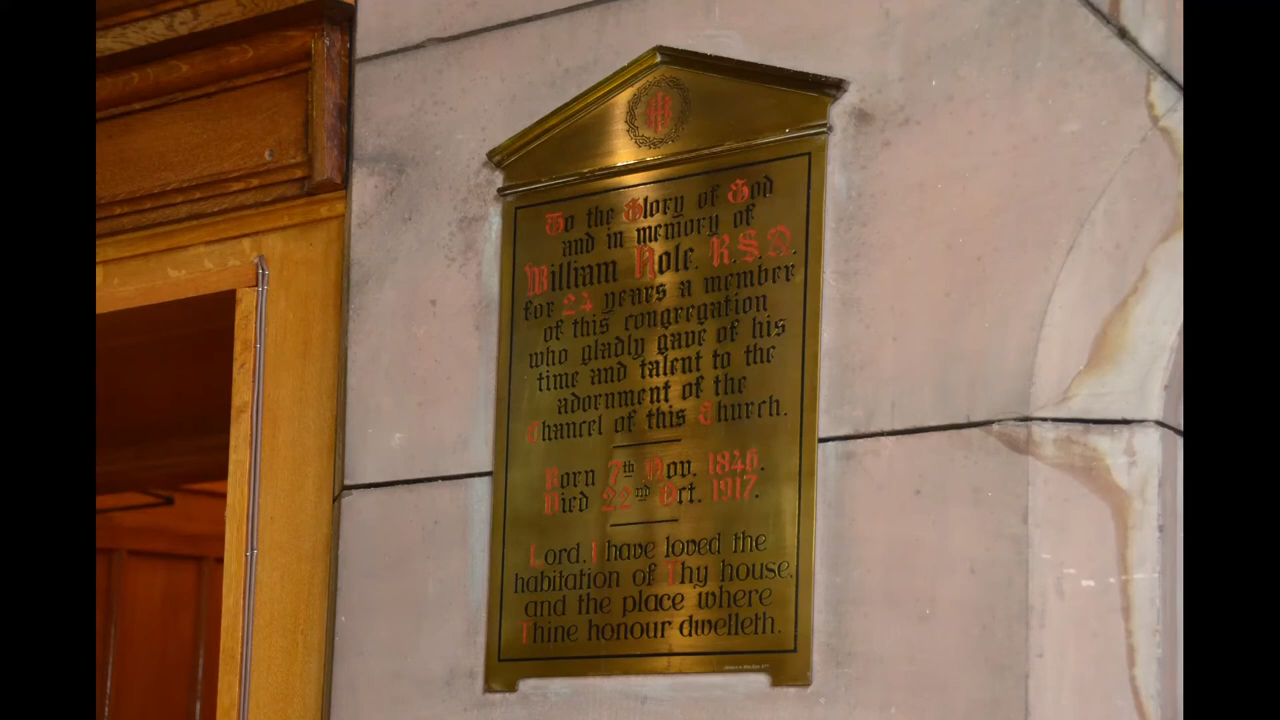 To the Glory of God
and in memory of
William Hole. R.S.A.
for 24 years a member
of this congregation
who gladly gave of his
time and talent to the
adornment of the
Chancel of this Church.
Born 7th Nov. 1846.
Died 22nd Oct. 1917.
Lord. I have loved the
habitation of Thy house.
and the place where
Thine honour dwelleth.